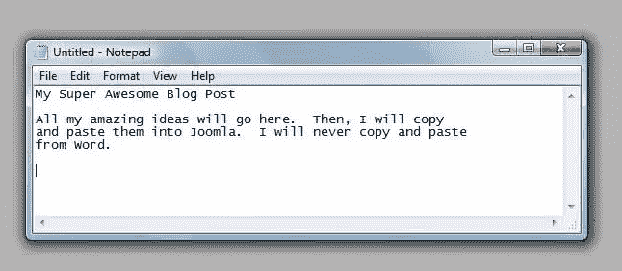 Untitled - Notepad
File Edit Format View Help
My Super Awesome Blog Post
All my amazing ideas will go here.  Then, I will copy
and paste them into Joomla.  I will never copy and paste
from Word.